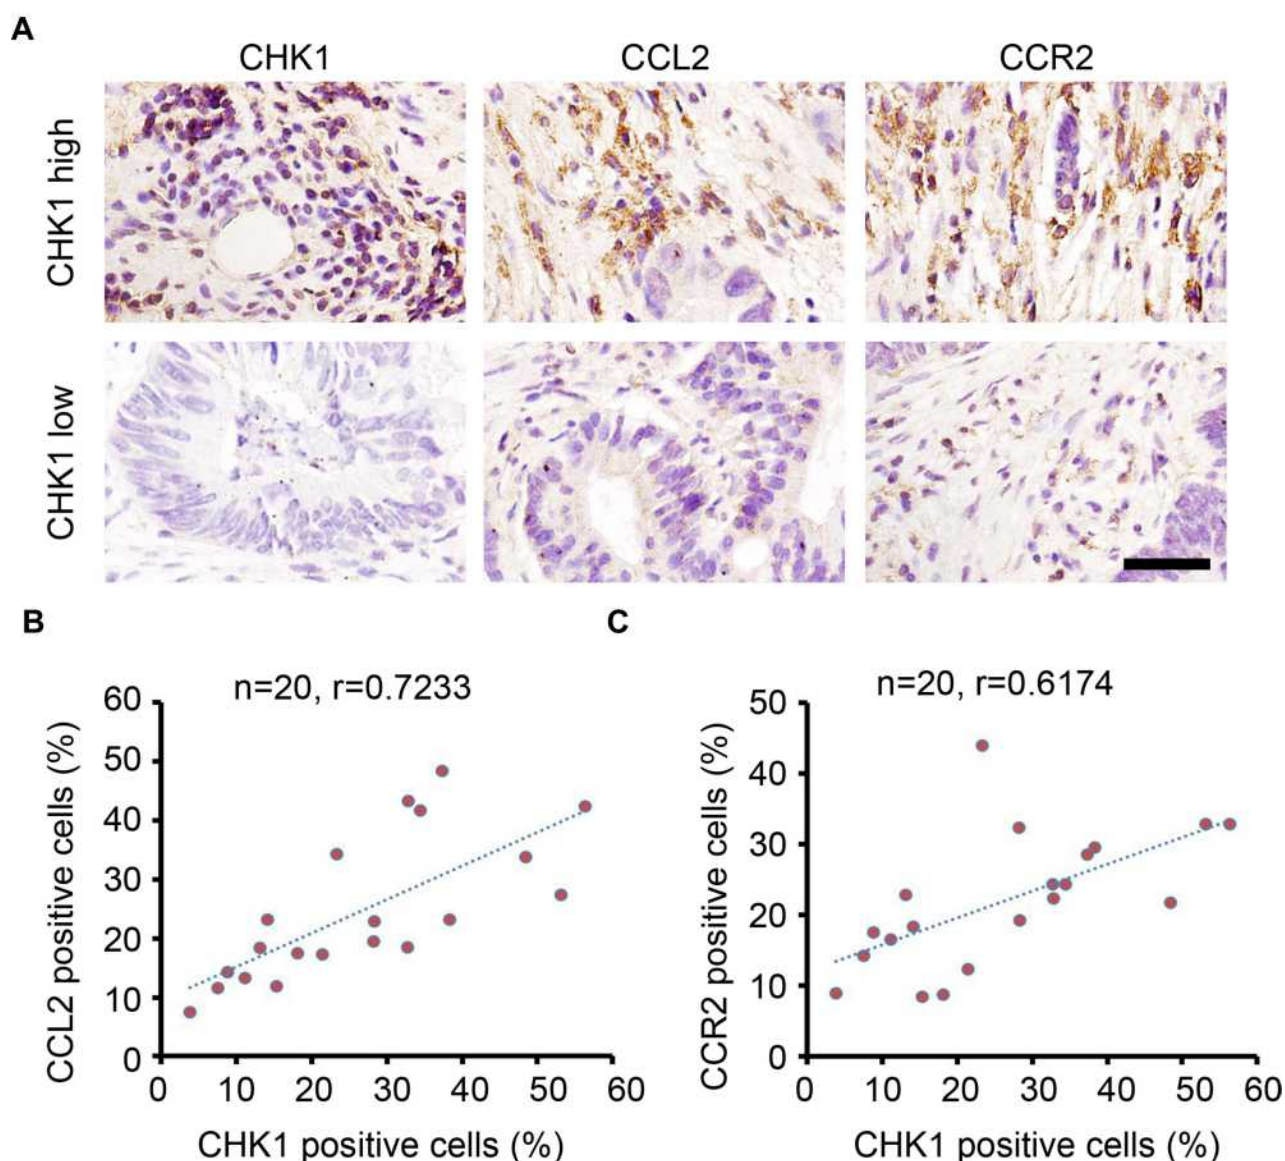 A
CHK1 CCL2 CCR2
CHK1 high
CHK1 low
B
n=20, r=0.7233
CCL2 positive cells (%)
60
50
40
30
20
10
0
0 10 20 30 40 50 60
CHK1 positive cells (%)
C
n=20, r=0.6174
CCR2 positive cells (%)
50
40
30
20
10
0
0 10 20 30 40 50 60
CHK1 positive cells (%)